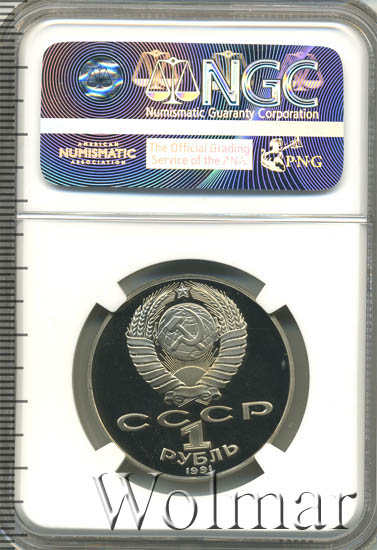 NGC
Numismatic Guaranty Corporation
AMERICAN
NUMISMATIC
ASSOCIATION
The Official Grading
Service of the ANA
PNG
СССР
1
РУБЛЬ
1991
Wolmar